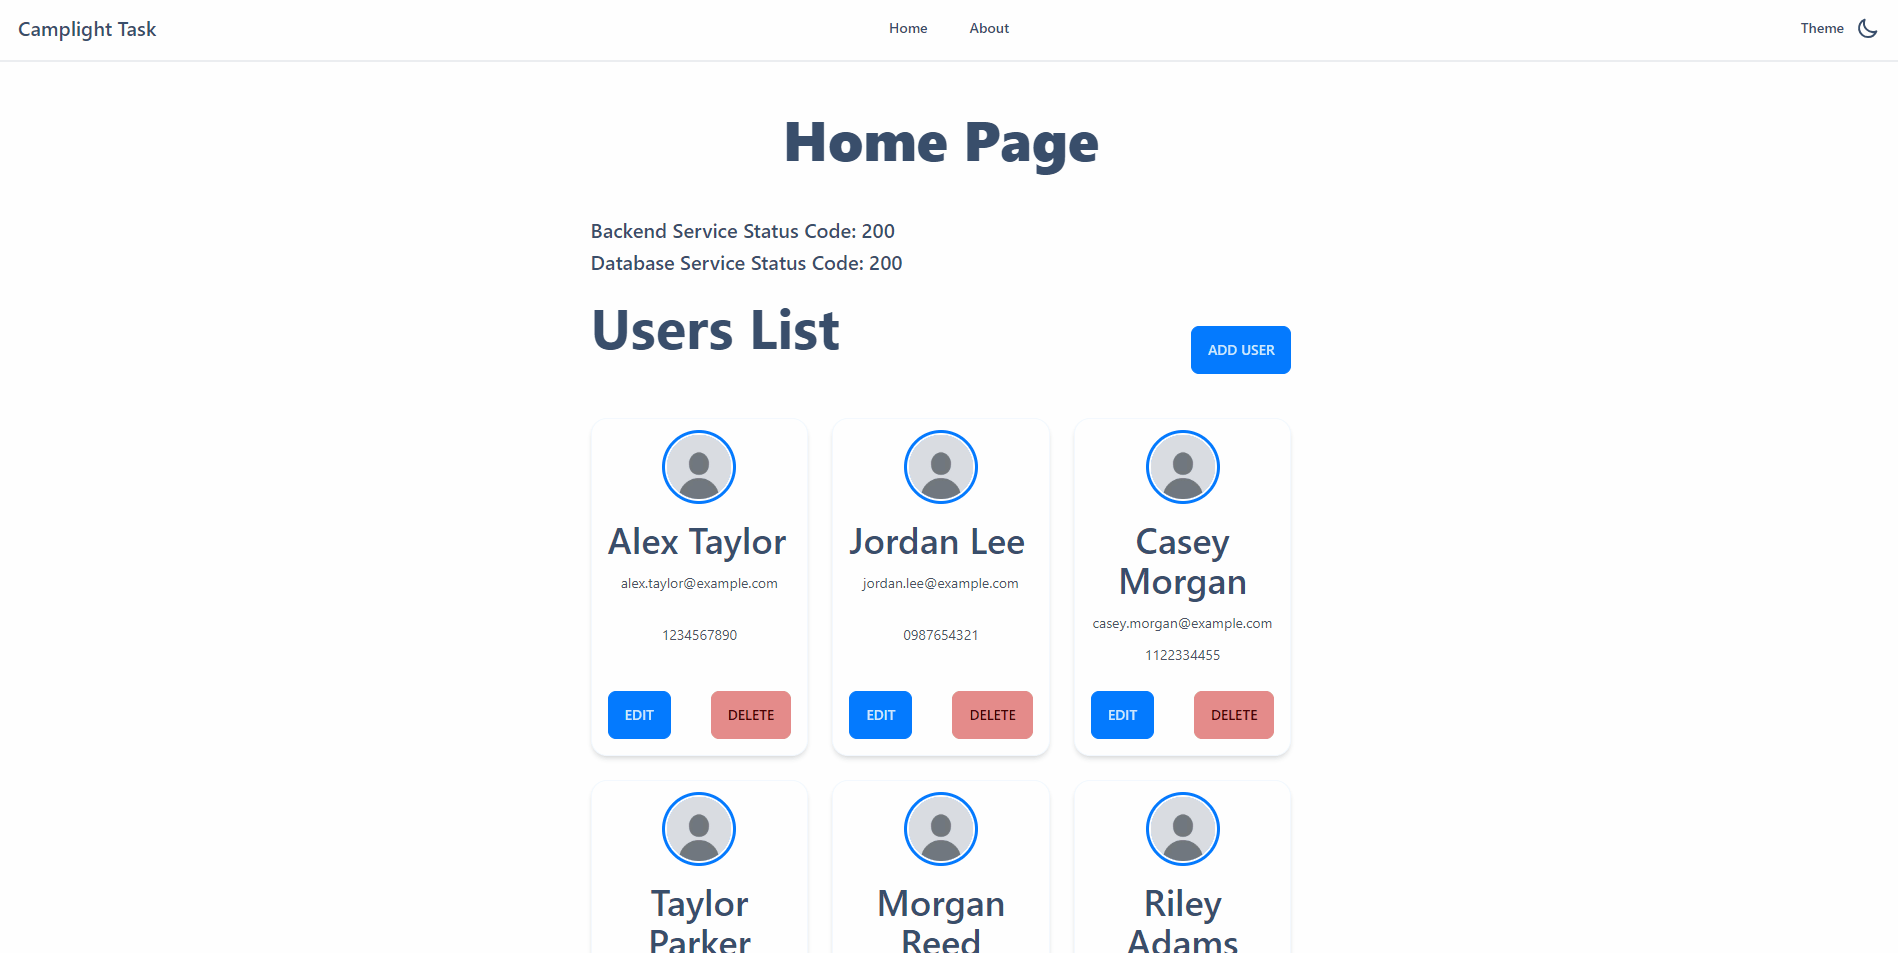 Camplight Task
Home
About
Theme
Home Page
Backend Service Status Code: 200
Database Service Status Code: 200
Users List
ADD USER
Alex Taylor
alex.taylor@example.com
1234567890
EDIT
DELETE
Jordan Lee
jordan.lee@example.com
0987654321
EDIT
DELETE
Casey
Morgan
casey.morgan@example.com
1122334455
EDIT
DELETE
Taylor
Parker
Morgan
Reed
Riley
Adams